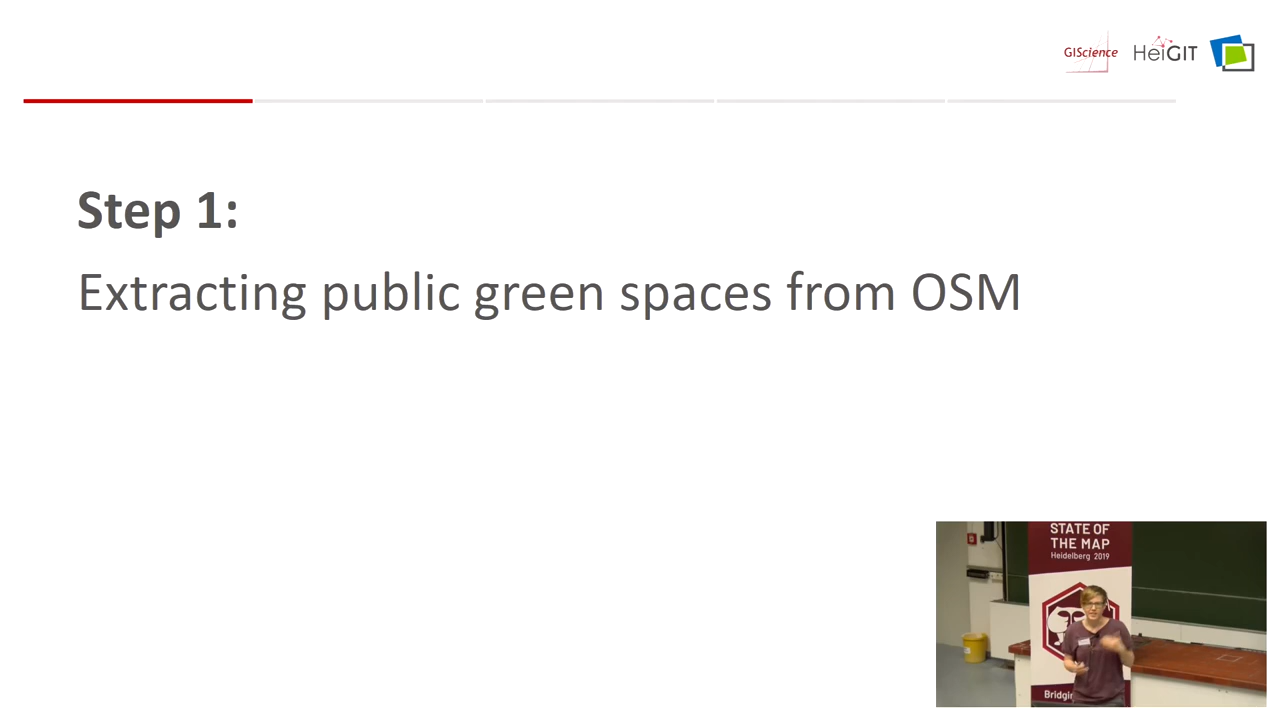 GIScience HeiGIT
Step 1:
Extracting public green spaces from OSM
STATE OF
THE MAP
Heidelberg 2019